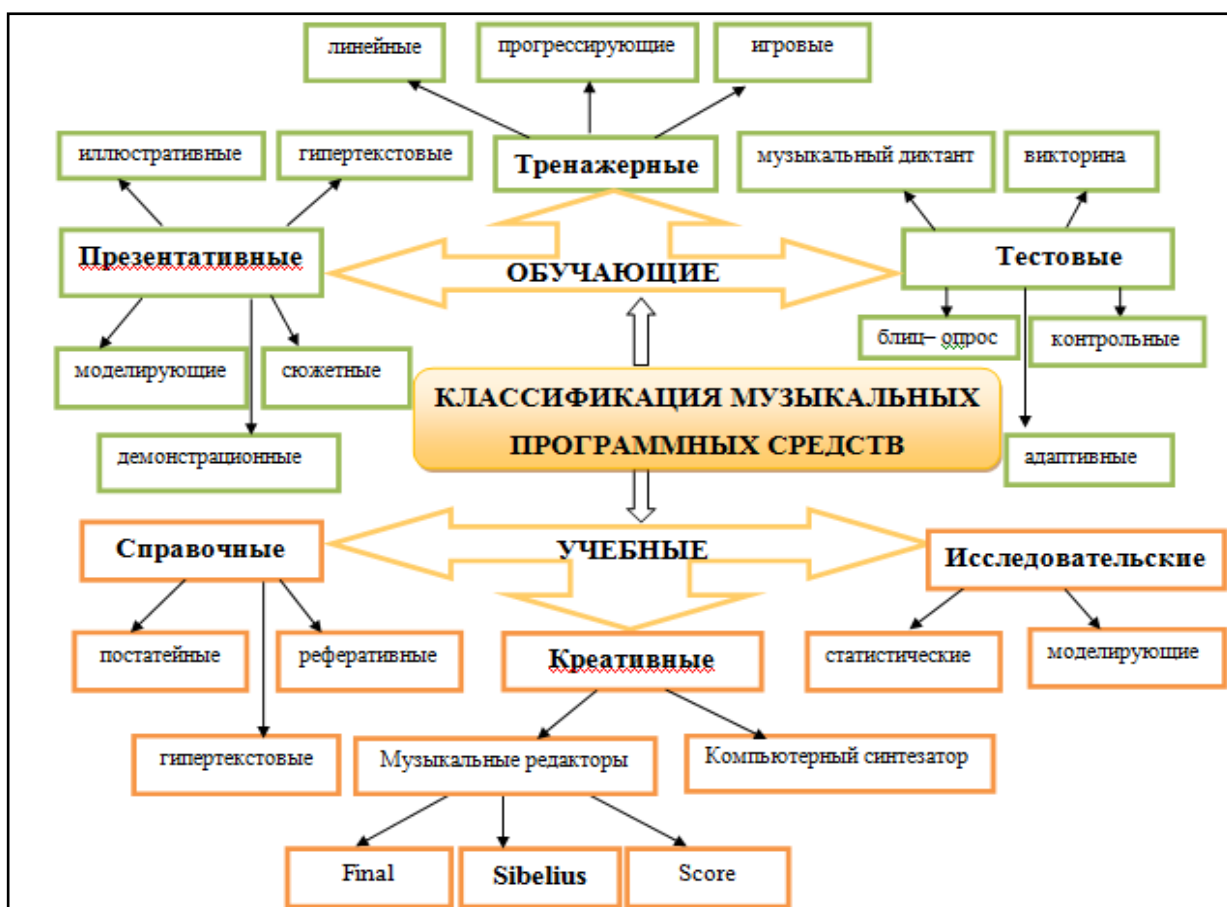 линейные
прогрессирующие
игровые
иллюстративные
гипертекстовые
Тренажерные
музыкальный диктант
викторина
Презентативные
ОБУЧАЮЩИЕ
Тестовые
моделирующие
сюжетные
демонстрационные
блиц– опрос
контрольные
адаптивные
КЛАССИФИКАЦИЯ МУЗЫКАЛЬНЫХ
ПРОГРАММНЫХ СРЕДСТВ
Справочные
УЧЕБНЫЕ
Исследовательские
постатейные
реферативные
гипертекстовые
Креативные
статистические
моделирующие
Музыкальные редакторы
Компьютерный синтезатор
Final
Sibelius
Score